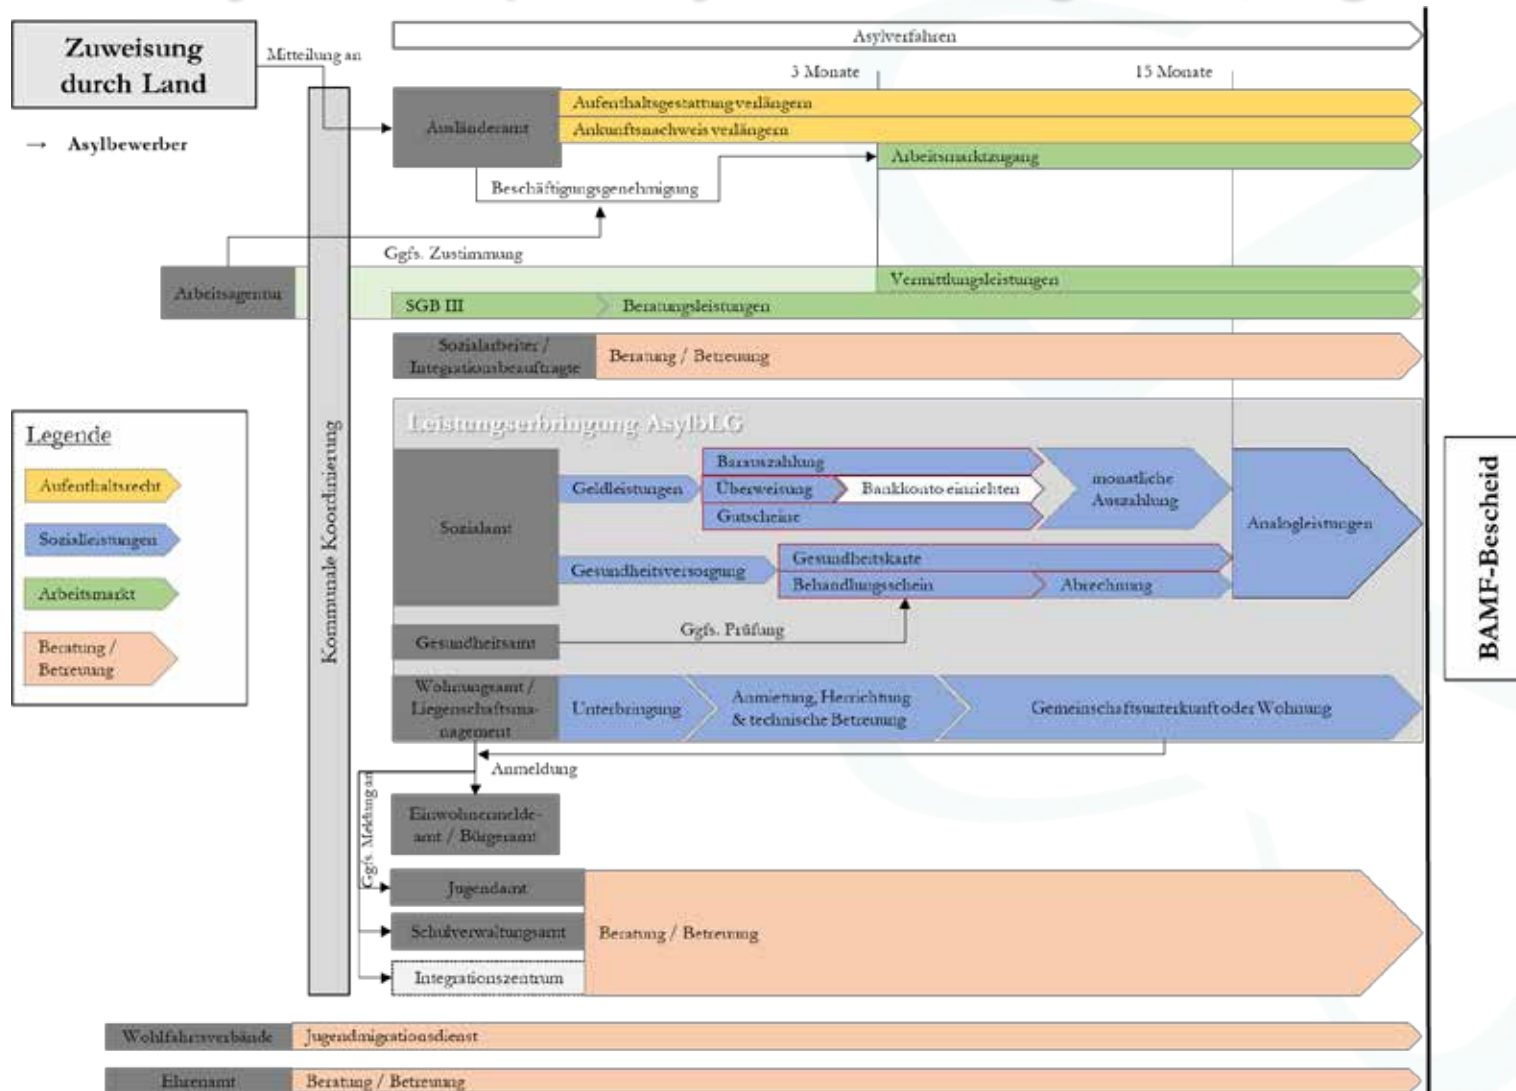 Zuweisung
durch Land
Mitteilung an
→ Asylbewerber
Asylverfahren
3 Monate
15 Monate
Ausländeramt
Aufenthaltsgestattung verlängern
Ankunftsnachweis verlängern
Arbeitsmarktzugang
Beschäftigungsgenehmigung
Ggfs. Zustimmung
Arbeitsagentur
Vermittlungsleistungen
SGB III
Beratungsleistungen
Sozialarbeiter /
Integrationsbeauftragte
Beratung / Betreuung
Kommunale Koordinierung
Legende
Aufenthaltsrecht
Sozialleistungen
Arbeitsmarkt
Beratung /
Betreuung
Leistungserbringung AsylbLG
Sozialamt
Geldleistungen
Barauszahlung
Überweisung
Bankkonto einrichten
Gutscheine
monatliche
Auszahlung
Analogleistungen
Gesundheitsversorgung
Gesundheitskarte
Behandlungsschein
Abrechnung
Ggfs. Prüfung
Gesundheitsamt
Wohnungsamt /
Liegenschaftsma-
nagement
Unterbringung
Anmietung, Herrichtung
& technische Betreuung
Gemeinschaftsunterkunft oder Wohnung
BAMF-Bescheid
Anmeldung
Ggfs. Meldung an
Einwohnermelde-
amt / Bürgeramt
Jugendamt
Schulverwaltungsamt
Integrationszentrum
Beratung / Betreuung
Wohlfahrtsverbände
Jugendmigrationsdienst
Ehrenamt
Beratung / Betreuung